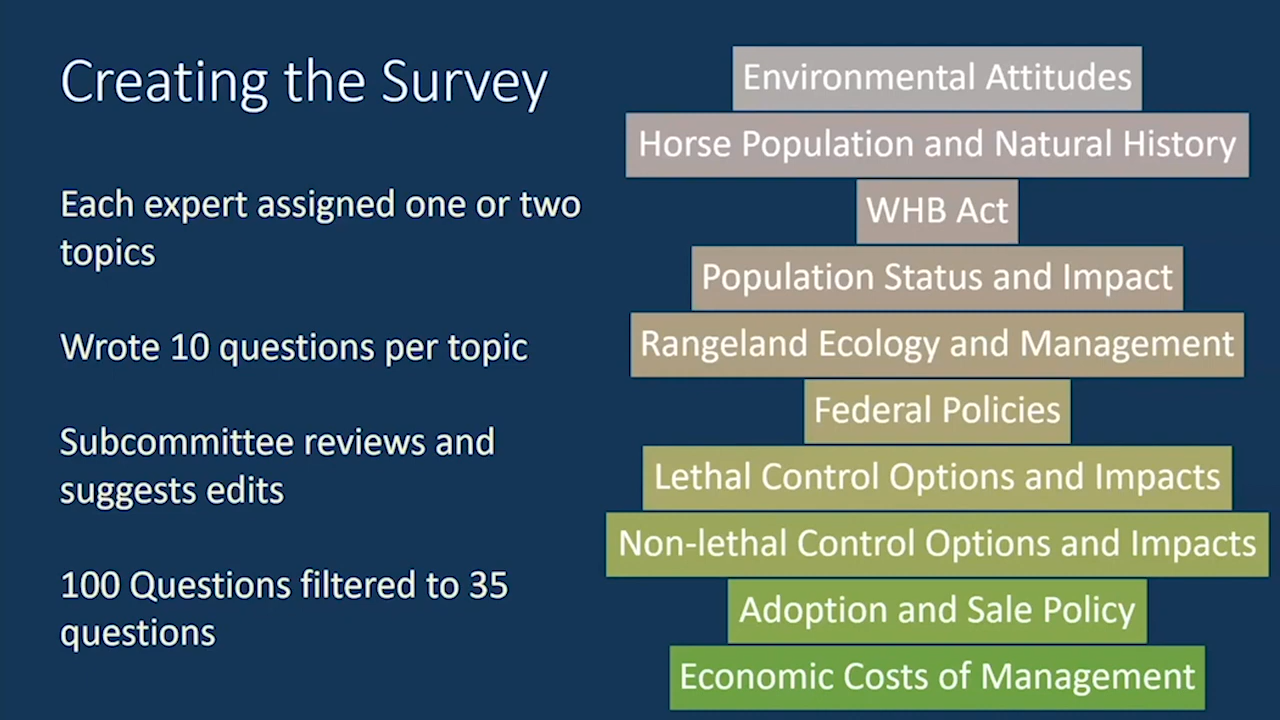 Creating the Survey
Each expert assigned one or two
topics
Wrote 10 questions per topic
Subcommittee reviews and
suggests edits
100 Questions filtered to 35
questions
Environmental Attitudes
Horse Population and Natural History
WHB Act
Population Status and Impact
Rangeland Ecology and Management
Federal Policies
Lethal Control Options and Impacts
Non-lethal Control Options and Impacts
Adoption and Sale Policy
Economic Costs of Management